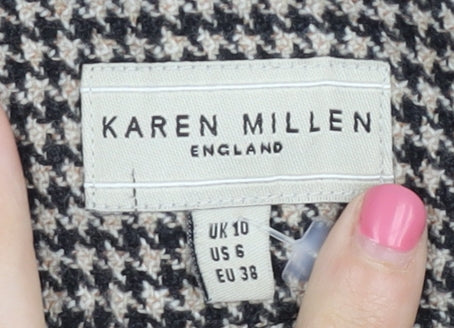 KAREN MILLEN
ENGLAND
UK 10
US 6
EU 38